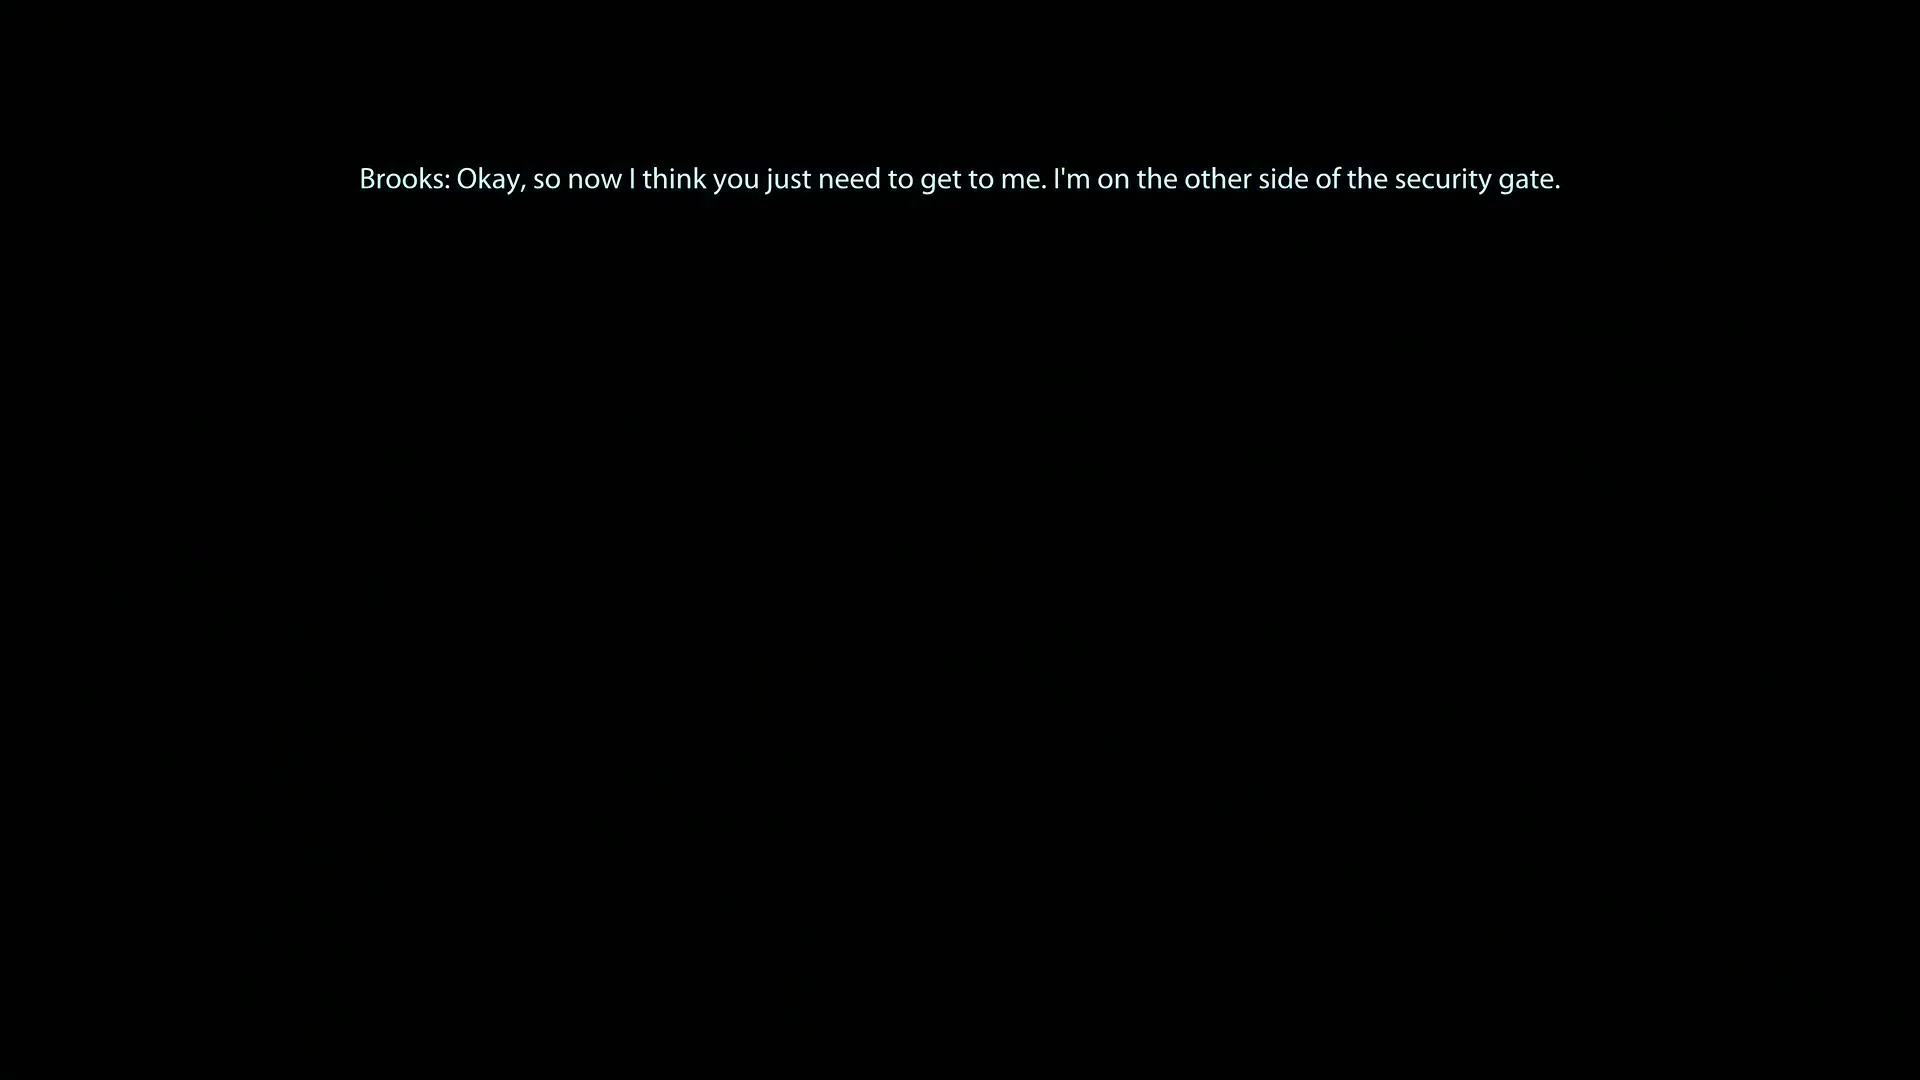 Brooks: Okay, so now I think you just need to get to me. I'm on the other side of the security gate.